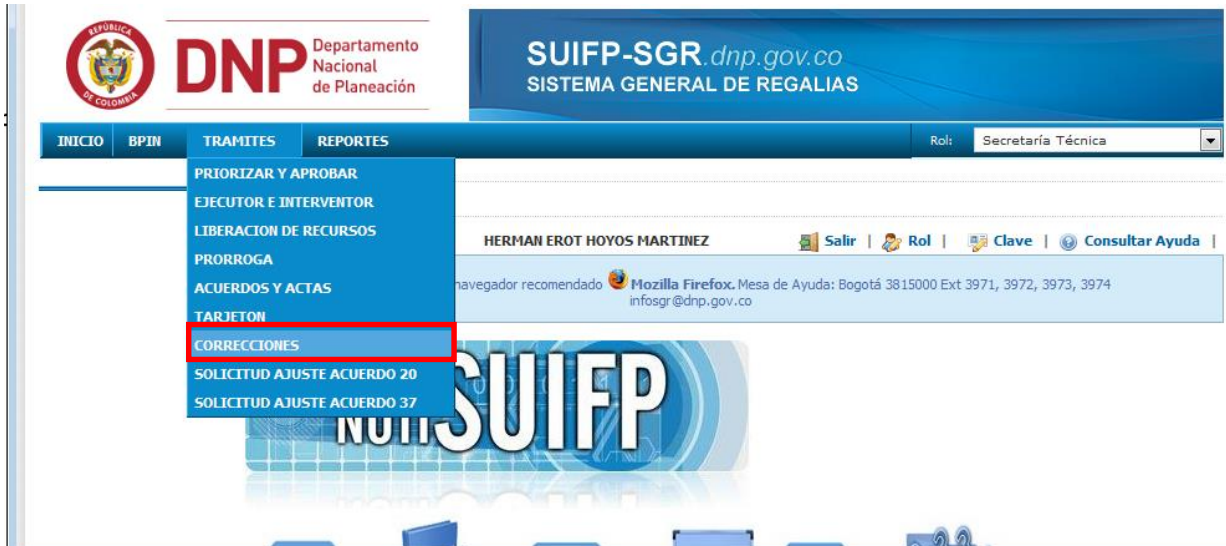 REPÚBLICA
DE COLOMBIA
DNP
Departamento
Nacional
de Planeación
SUIFP-SGR.dnp.gov.co
SISTEMA GENERAL DE REGALIAS
INICIO BPIN TRAMITES REPORTES Rol: Secretaría Técnica
PRIORIZAR Y APROBAR
EJECUTOR E INTERVENTOR
LIBERACION DE RECURSOS
HERMAN EROT HOYOS MARTINEZ Salir | Rol | Clave | Consultar Ayuda |
PRORROGA
ACUERDOS Y ACTAS
navegador recomendado Mozilla Firefox. Mesa de Ayuda: Bogotá 3815000 Ext 3971, 3972, 3973, 3974
infosgr@dnp.gov.co
TARJETON
CORRECCIONES
SOLICITUD AJUSTE ACUERDO 20
SOLICITUD AJUSTE ACUERDO 37
SUIFP